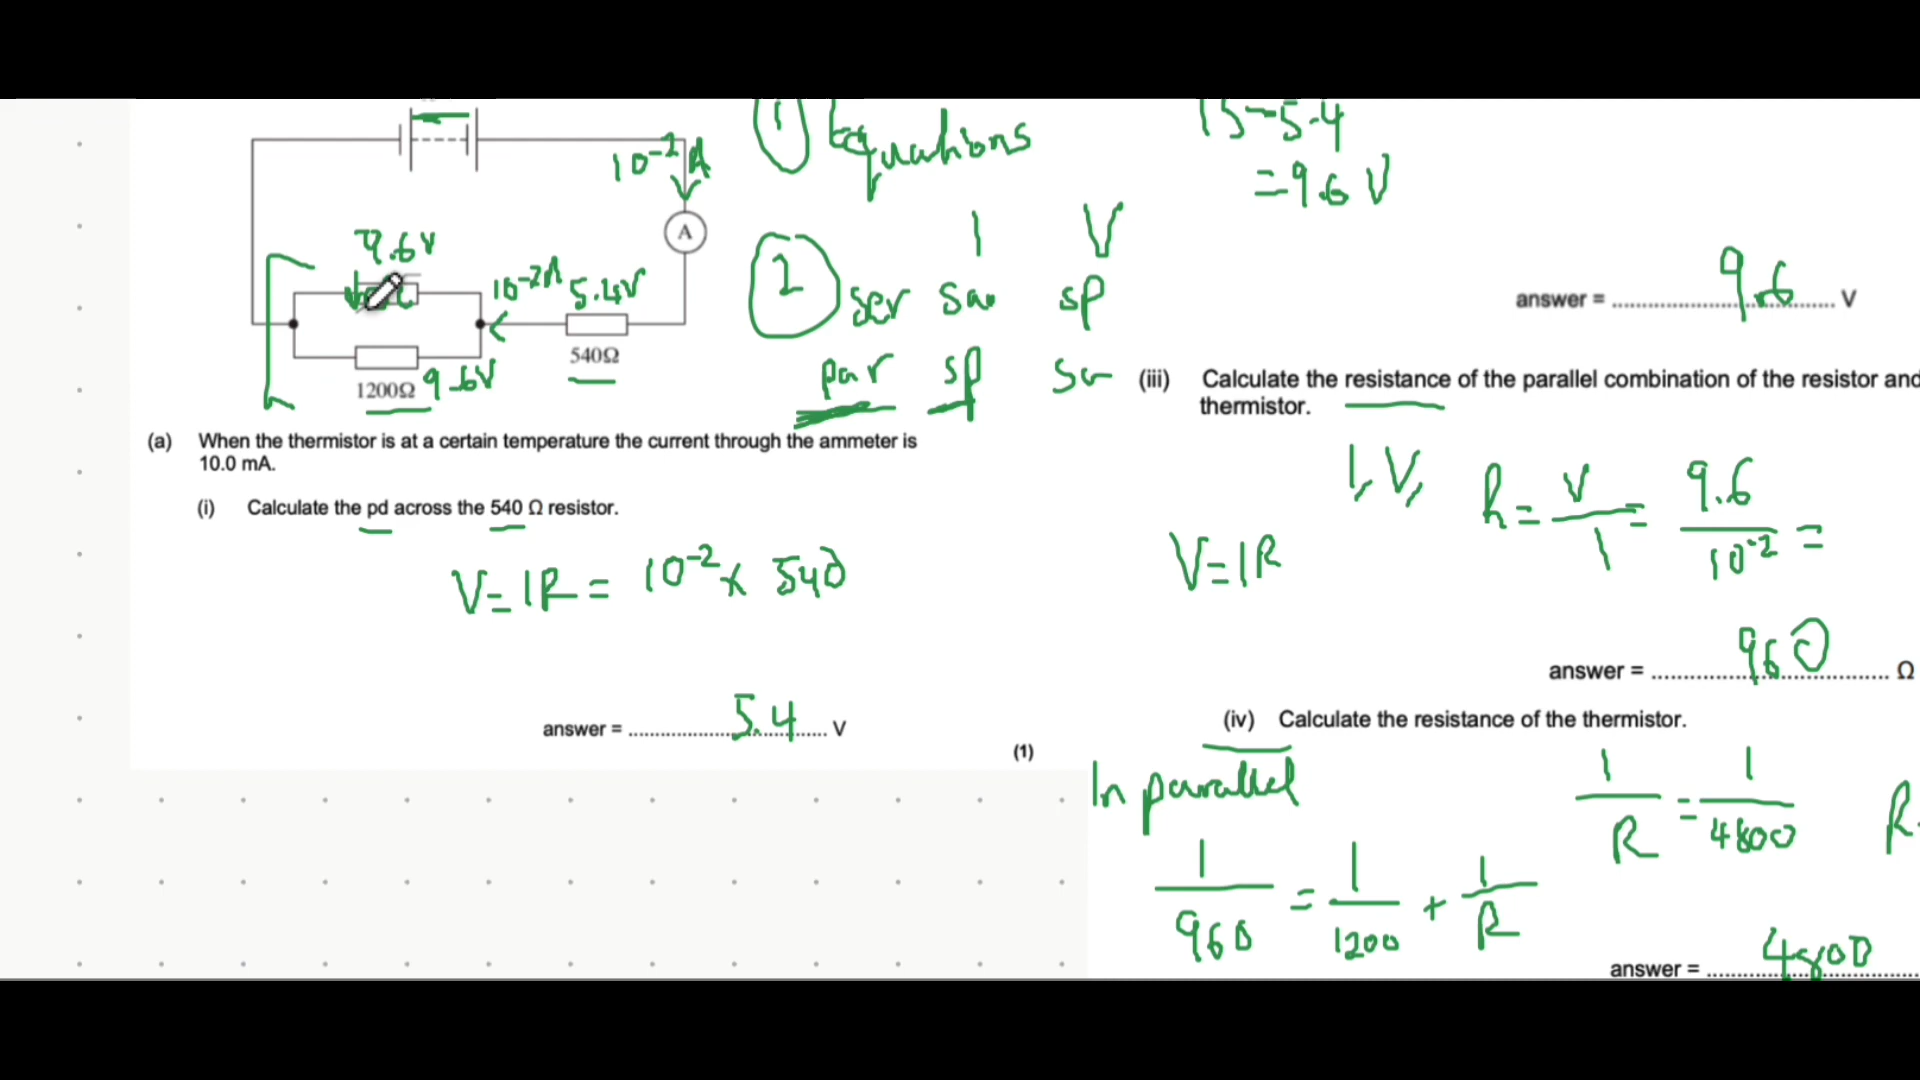 10⁻² A
A
9.6V
10⁻²A
5.4V
540Ω
1200Ω
9.6V
① Equations
I V
② ser sa sp
par sp sa
15-5.4
= 9.6 V
answer = 9.6 V
(a) When the thermistor is at a certain temperature the current through the ammeter is
10.0 mA.
(i) Calculate the pd across the 540 Ω resistor.
V = IR = 10⁻² x 540
answer = 5.4 V
(1)
(iii) Calculate the resistance of the parallel combination of the resistor and
thermistor.
I, V,
R = V/I = 9.6/10⁻² =
V = IR
answer = 960 Ω
(iv) Calculate the resistance of the thermistor.
In parallel
1/R = 1/4800 R
1/960 = 1/1200 + 1/R
answer = 4800